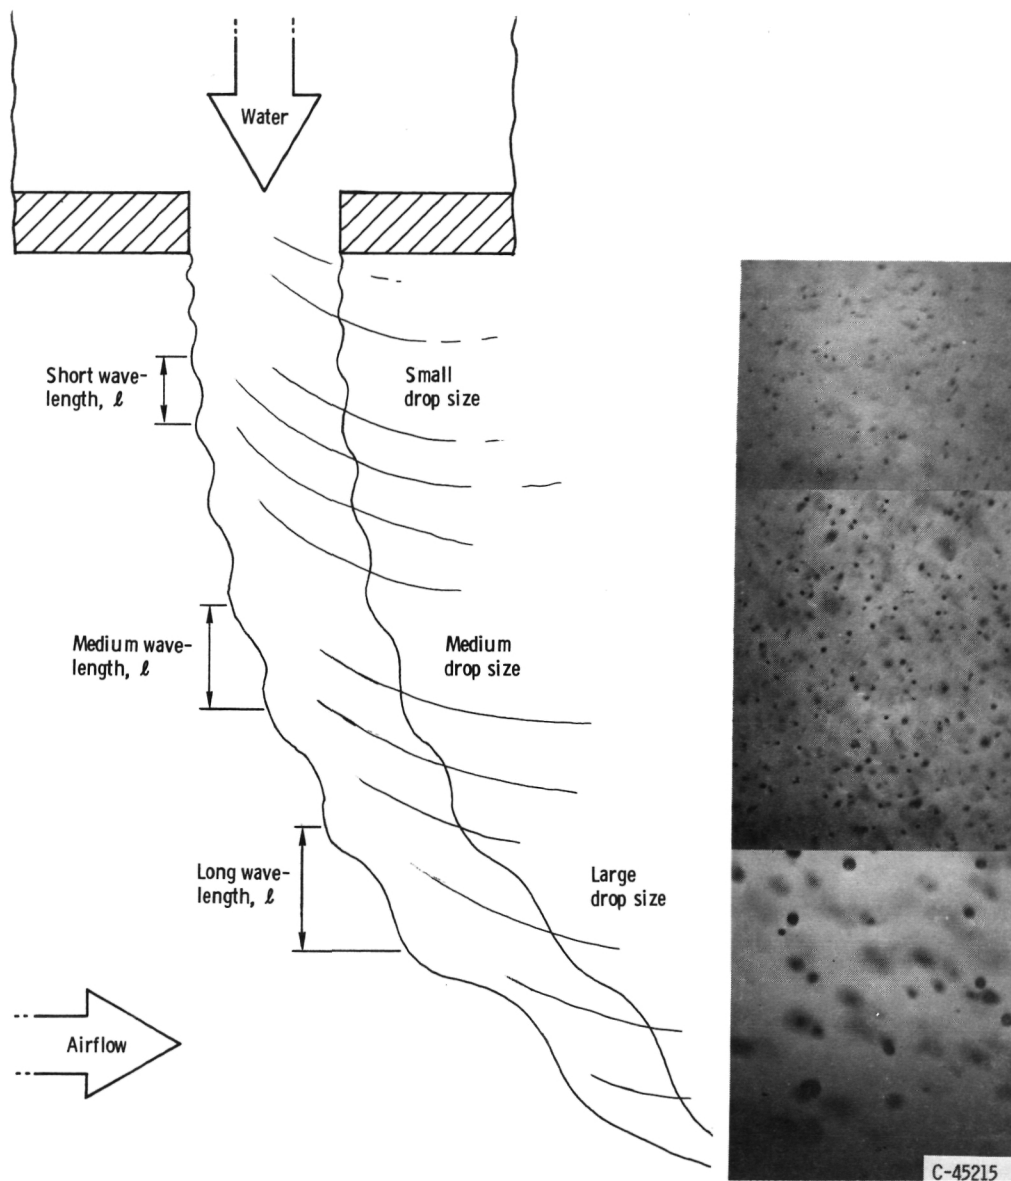 Water
Short wave-
length, ℓ
Small
drop size
Medium wave-
length, ℓ
Medium
drop size
Long wave-
length, ℓ
Large
drop size
Airflow
C-45215